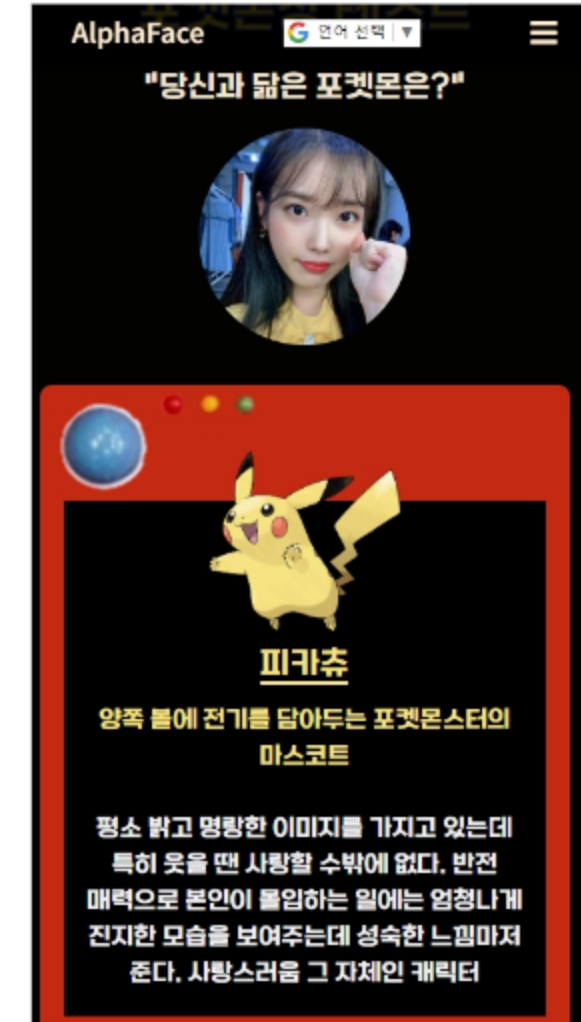 AlphaFace
언어 선택 ▼
"당신과 닮은 포켓몬은?"
피카츄
양쪽 볼에 전기를 담아두는 포켓몬스터의
마스코트
평소 밝고 명랑한 이미지를 가지고 있는데
특히 웃을 땐 사랑할 수밖에 없다. 반전
매력으로 본인이 몰입하는 일에는 엄청나게
진지한 모습을 보여주는데 성숙한 느낌마저
준다. 사랑스러움 그 자체인 캐릭터